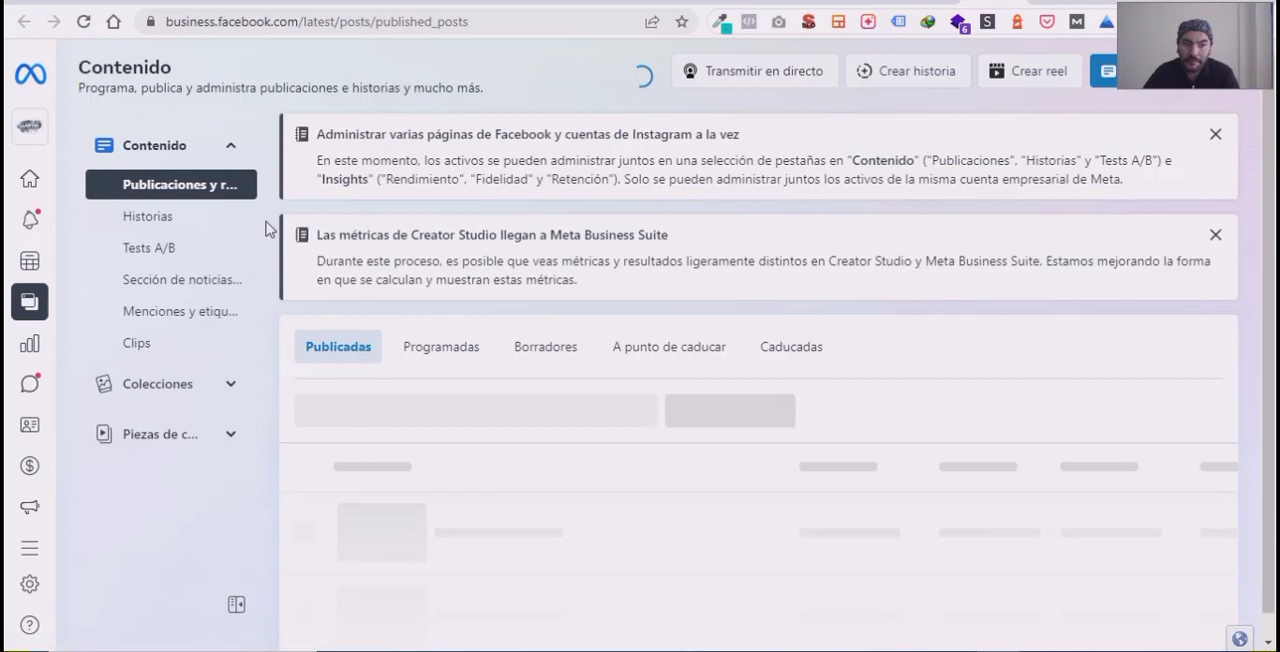 business.facebook.com/latest/posts/published_posts
6
S
M
Contenido
Programa, publica y administra publicaciones e historias y mucho más.
Transmitir en directo
Crear historia
Crear reel
Contenido
Publicaciones y r...
Historias
Tests A/B
Sección de noticias...
Menciones y etiqu...
Clips
Colecciones
Piezas de c...
Administrar varias páginas de Facebook y cuentas de Instagram a la vez
En este momento, los activos se pueden administrar juntos en una selección de pestañas en "Contenido" ("Publicaciones", "Historias" y "Tests A/B") e
"Insights" ("Rendimiento", "Fidelidad" y "Retención"). Solo se pueden administrar juntos los activos de la misma cuenta empresarial de Meta.
Las métricas de Creator Studio llegan a Meta Business Suite
Durante este proceso, es posible que veas métricas y resultados ligeramente distintos en Creator Studio y Meta Business Suite. Estamos mejorando la forma
en que se calculan y muestran estas métricas.
Publicadas
Programadas
Borradores
A punto de caducar
Caducadas